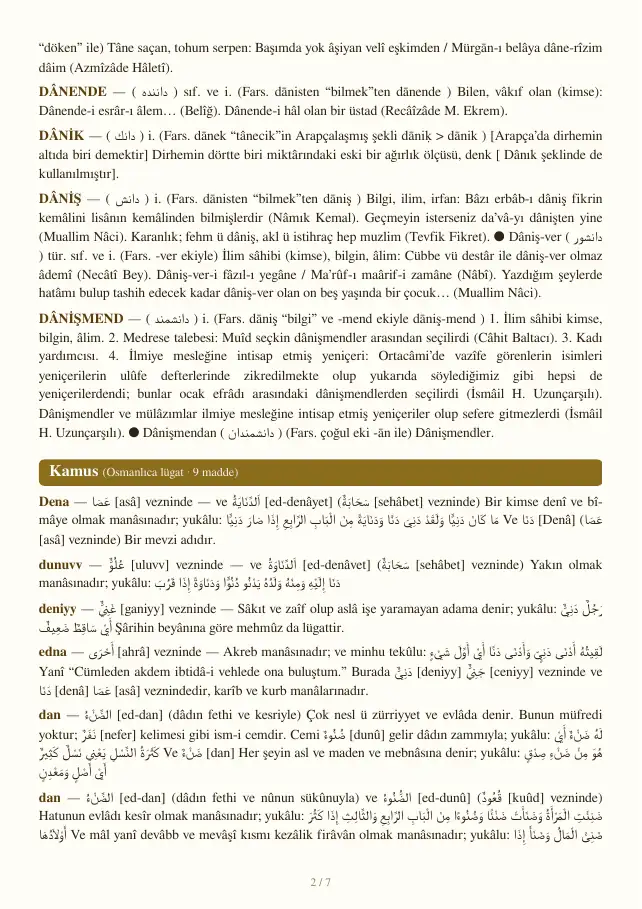 “döken” ile) Tâne saçan, tohum serpen: Başımda yok âşiyan velî eşkimden / Mürgān-ı belâya dâne-rîzim
dâim (Azmîzâde Hâletî).
DÂNENDE — ( داننده ) sıf. ve i. (Fars. dānisten “bilmek”ten dānende ) Bilen, vâkıf olan (kimse):
Dânende-i esrâr-ı âlem… (Belîğ). Dânende-i hâl olan bir üstad (Recâîzâde M. Ekrem).
DÂNİK — ( دانك ) i. (Fars. dānek “tânecik”in Arapçalaşmış şekli dāniḳ > dānik ) [Arapça’da dirhemin
altıda biri demektir] Dirhemin dörtte biri miktârındaki eski bir ağırlık ölçüsü, denk [ Dânık şeklinde de
kullanılmıştır].
DÂNİŞ — ( دانش ) i. (Fars. dānisten “bilmek”ten dāniş ) Bilgi, ilim, irfan: Bâzı erbâb-ı dâniş fikrin
kemâlini lisânın kemâlinden bilmişlerdir (Nâmık Kemal). Geçmeyin isterseniz da’vâ-yı dânişten yine
(Muallim Nâci). Karanlık; fehm ü dâniş, akl ü istihraç hep muzlim (Tevfik Fikret). ● Dâniş-ver ( دانشور
) tür. sıf. ve i. (Fars. -ver ekiyle) İlim sâhibi (kimse), bilgin, âlim: Cübbe vü destâr ile dâniş-ver olmaz
âdemî (Necâtî Bey). Dâniş-ver-i fâzıl-ı yegâne / Ma’rûf-ı maârif-i zamâne (Nâbî). Yazdığım şeylerde
hatâmı bulup tashih edecek kadar dâniş-ver olan on beş yaşında bir çocuk… (Muallim Nâci).
DÂNİŞMEND — ( دانشمند ) i. (Fars. dāniş “bilgi” ve -mend ekiyle dāniş-mend ) 1. İlim sâhibi kimse,
bilgin, âlim. 2. Medrese talebesi: Muîd seçkin dânişmendler arasından seçilirdi (Câhit Baltacı). 3. Kadı
yardımcısı. 4. İlmiye mesleğine intisap etmiş yeniçeri: Ortacâmi’de vazîfe görenlerin isimleri
yeniçerilerin ulûfe defterlerinde zikredilmekte olup yukarıda söylediğimiz gibi hepsi de
yeniçerilerdendi; bunlar ocak efrâdı arasındaki dânişmendlerden seçilirdi (İsmâil H. Uzunçarşılı).
Dânişmendler ve mülâzımlar ilmiye mesleğine intisap etmiş yeniçeriler olup sefere gitmezlerdi (İsmâil
H. Uzunçarşılı). ● Dânişmendan ( دانشمندان ) (Fars. çoğul eki -ān ile) Dânişmendler.
Kamus (Osmanlıca lügat · 9 madde)
Dena — عَصَا [asâ] vezninde — ve اَلدَّنَايَةُ [ed-denâyet] (سَحَابَةٌ [sehâbet] vezninde) Bir kimse denî ve bî-
mâye olmak manâsınadır; yukâlu: مَا كَانَ دَنِيًّا وَلَقَدْ دَنِيَ دَنًا وَدَنَايَةً مِنَ الْبَابِ الرَّابِعِ إِذَا صَارَ دَنِيًّا Ve دَنَا [Denâ] (عَصَا
[asâ] vezninde) Bir mevzi adıdır.
dunuvv — عُلُوٌّ [uluvv] vezninde — ve اَلدَّنَاوَةُ [ed-denâvet] (سَحَابَةٌ [sehâbet] vezninde) Yakın olmak
manâsınadır; yukâlu: دَنَا إِلَيْهِ وَمِنْهُ وَلَهُ يَدْنُو دُنُوًّا وَدَنَاوَةً إِذَا قَرُبَ
deniyy — غَنِيٌّ [ganiyy] vezninde — Sâkıt ve zaîf olup aslâ işe yaramayan adama denir; yukâlu: رَجُلٌ دَنِيٌّ
أَيْ سَاقِطٌ ضَعِيفٌ Şârihin beyânına göre mehmûz da lügattir.
edna — أَحْرَى [ahrâ] vezninde — Akreb manâsınadır; ve minhu tekûlu: لَقِيتُهُ أَدْنَى دَنِيٍّ وَأَدْنَى دَنًا أَيْ أَوَّلَ شَيْءٍ
Yanî “Cümleden akdem ibtidâ-i vehlede ona buluştum.” Burada دَنِيٌّ [deniyy] جَنِيٌّ [ceniyy] vezninde ve
دَنَا [denâ] عَصَا [asâ] veznindedir, karîb ve kurb manâlarınadır.
dan — اَلضَّنْءُ [ed-dan] (dâdın fethi ve kesriyle) Çok nesl ü zürriyyet ve evlâda denir. Bunun müfredi
yoktur; نَفَرٌ [nefer] kelimesi gibi ism-i cemdir. Cemi ضُنُوءٌ [dunû] gelir dâdın zammıyla; yukâlu: لَهُ ضَنْءٌ أَيْ
كَثْرَةُ النَّسْلِ يَعْنِي نَسْلٌ كَثِيرٌ Ve ضَنْءٌ [dan] Her şeyin asl ve maden ve mebnâsına denir; yukâlu: هُوَ مِنْ ضَنْءِ صِدْقٍ
أَيْ أَصْلٍ وَمَعْدِنٍ
dan — اَلضَّنْءُ [ed-dan] (dâdın fethi ve nûnun sükûnuyla) ve اَلضُّنُوءُ [ed-dunû] (قُعُودٌ [kuûd] vezninde)
Hatunun evlâdı kesîr olmak manâsınadır; yukâlu: ضَنِئَتِ الْمَرْأَةُ وَضَنَأَتْ ضَنْئًا وَضُنُوءًا مِنَ الْبَابِ الرَّابِعِ وَالثَّالِثِ إِذَا كَثُرَ
أَوْلَادُهَا Ve mâl yanî devâbb ve mevâşî kısmı kezâlik firâvân olmak manâsınadır; yukâlu: ضَنِئَ الْمَالُ وَضَنَأَ إِذَا
2 / 7